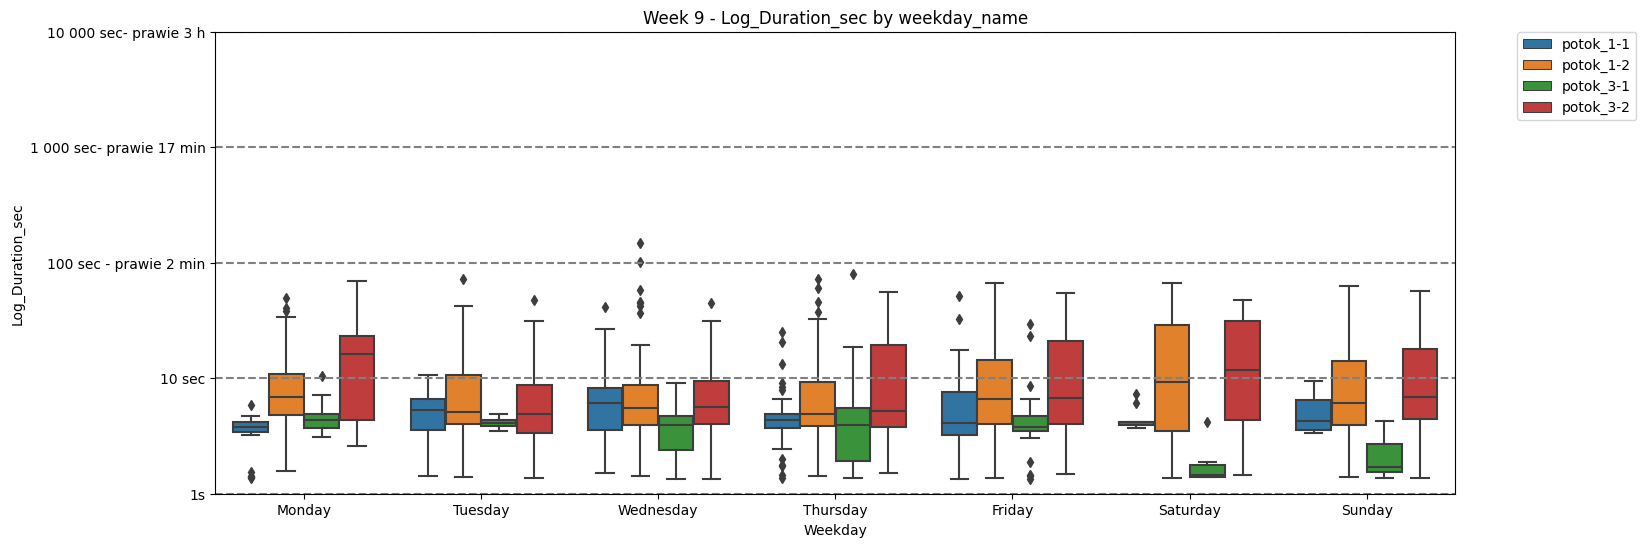 Week 9 - Log_Duration_sec by weekday_name
10 000 sec- prawie 3 h
1 000 sec- prawie 17 min
100 sec - prawie 2 min
10 sec
1s
Log_Duration_sec
Monday
Tuesday
Wednesday
Thursday
Friday
Saturday
Sunday
Weekday
potok_1-1
potok_1-2
potok_3-1
potok_3-2